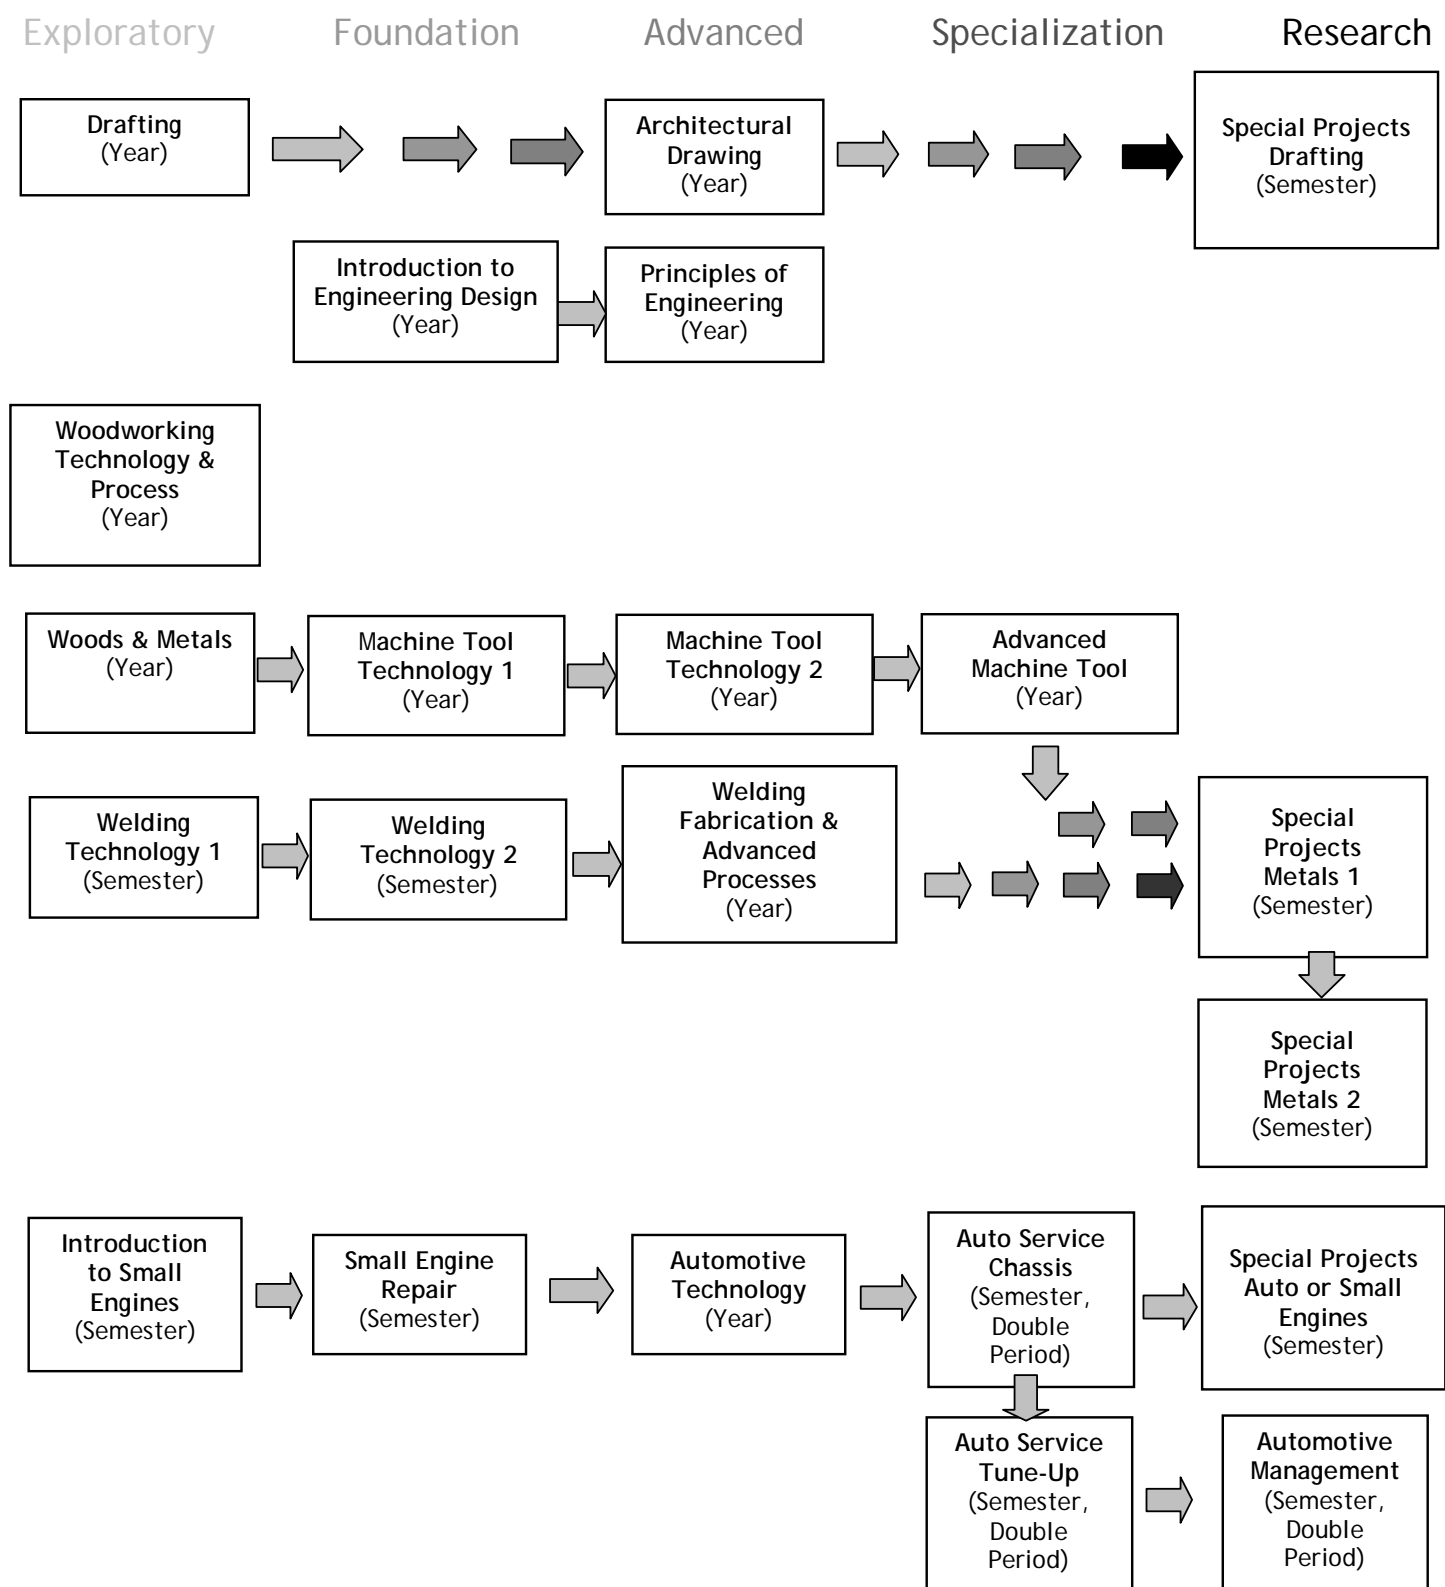 Exploratory Foundation Advanced Specialization Research
Drafting
(Year)
Architectural
Drawing
(Year)
Special Projects
Drafting
(Semester)
Introduction to
Engineering Design
(Year)
Principles of
Engineering
(Year)
Woodworking
Technology &
Process
(Year)
Woods & Metals
(Year)
Machine Tool
Technology 1
(Year)
Machine Tool
Technology 2
(Year)
Advanced
Machine Tool
(Year)
Welding
Technology 1
(Semester)
Welding
Technology 2
(Semester)
Welding
Fabrication &
Advanced
Processes
(Year)
Special
Projects
Metals 1
(Semester)
Special
Projects
Metals 2
(Semester)
Introduction
to Small
Engines
(Semester)
Small Engine
Repair
(Semester)
Automotive
Technology
(Year)
Auto Service
Chassis
(Semester,
Double
Period)
Special Projects
Auto or Small
Engines
(Semester)
Auto Service
Tune-Up
(Semester,
Double
Period)
Automotive
Management
(Semester,
Double
Period)